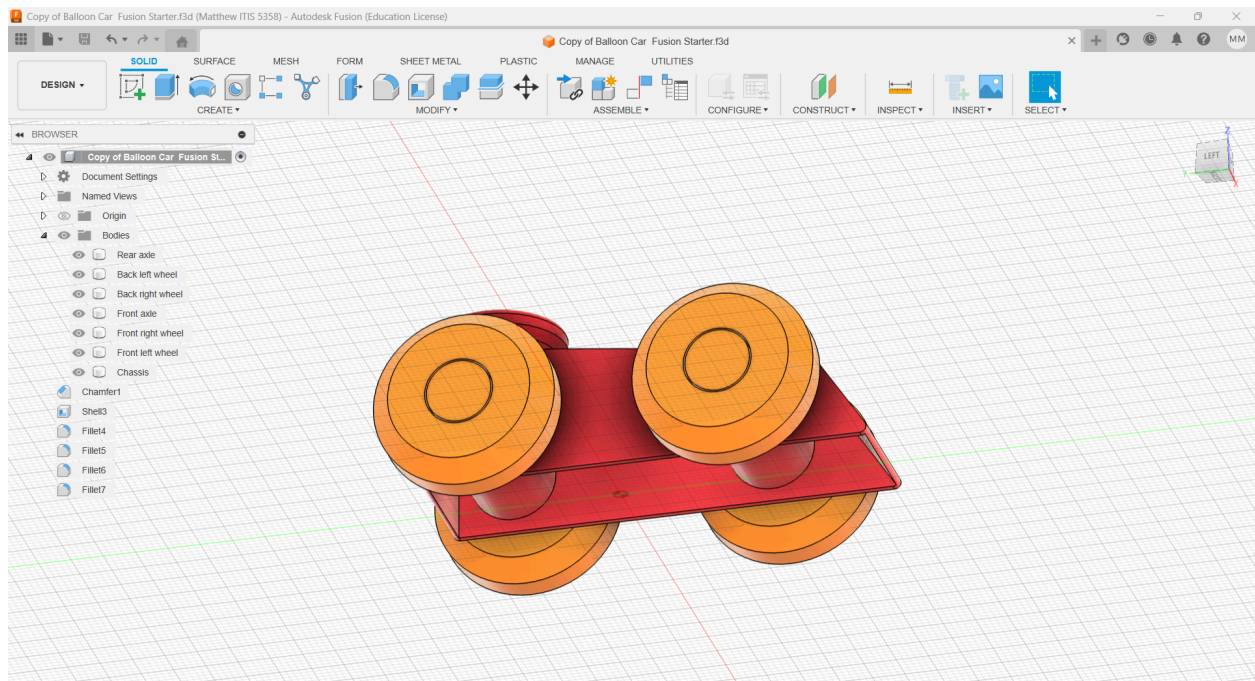 Copy of Balloon Car Fusion Starter.f3d (Matthew ITIS 5358) - Autodesk Fusion (Education License)
Copy of Balloon Car Fusion Starter.f3d
MM
SOLID SURFACE MESH FORM SHEET METAL PLASTIC MANAGE UTILITIES
DESIGN
CREATE MODIFY ASSEMBLE CONFIGURE CONSTRUCT INSPECT INSERT SELECT
BROWSER
Copy of Balloon Car Fusion St...
Document Settings
Named Views
Origin
Bodies
Rear axle
Back left wheel
Back right wheel
Front axle
Front right wheel
Front left wheel
Chassis
Chamfer1
Shell3
Fillet4
Fillet5
Fillet6
Fillet7
Z
LEFT
Y
X